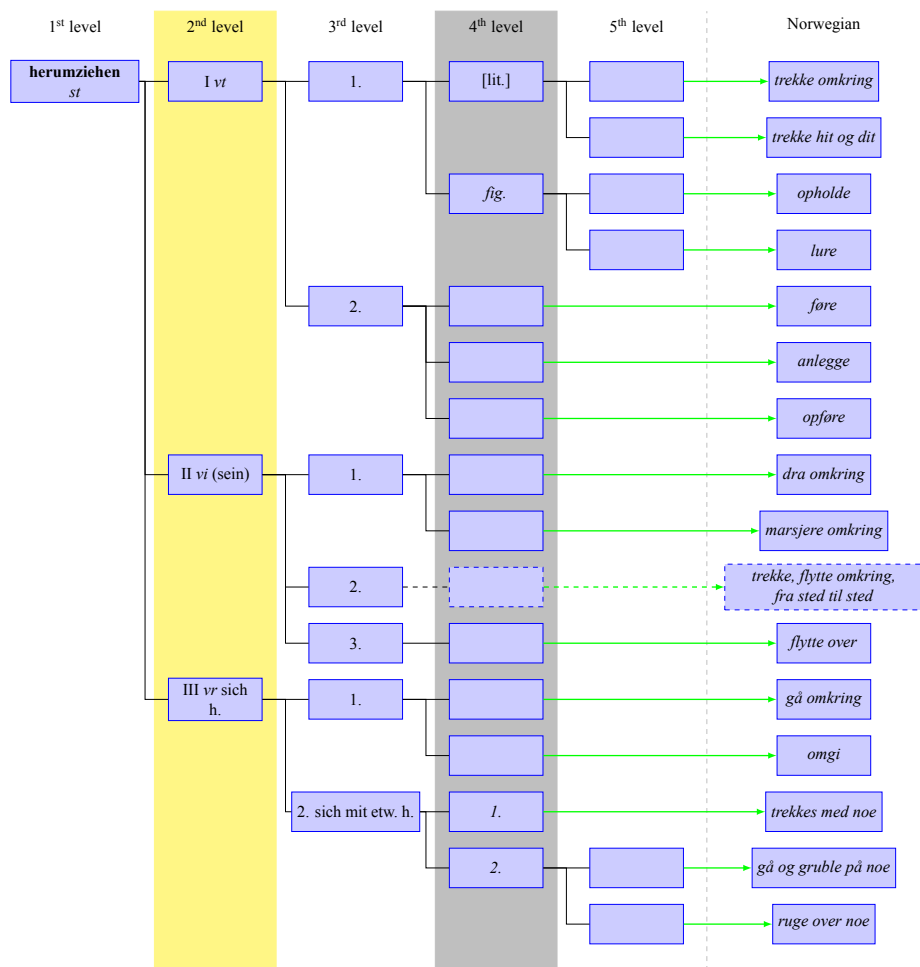 1st level 2nd level 3rd level 4th level 5th level Norwegian
herumziehen
st
I vt
1.
[lit.]
trekke omkring
trekke hit og dit
fig.
opholde
lure
2.
føre
anlegge
opføre
II vi (sein)
1.
dra omkring
marsjere omkring
2.
trekke, flytte omkring,
fra sted til sted
3.
flytte over
III vr sich
h.
1.
gå omkring
omgi
2. sich mit etw. h.
1.
trekkes med noe
2.
gå og gruble på noe
ruge over noe